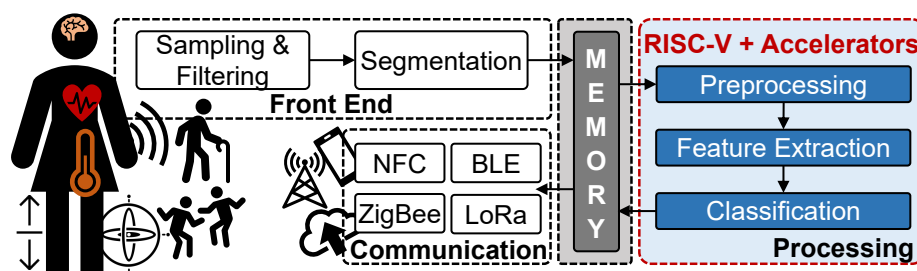 Sampling &
Filtering
Segmentation
Front End
NFC
BLE
ZigBee
LoRa
Communication
M
E
M
O
R
Y
RISC-V + Accelerators
Preprocessing
Feature Extraction
Classification
Processing